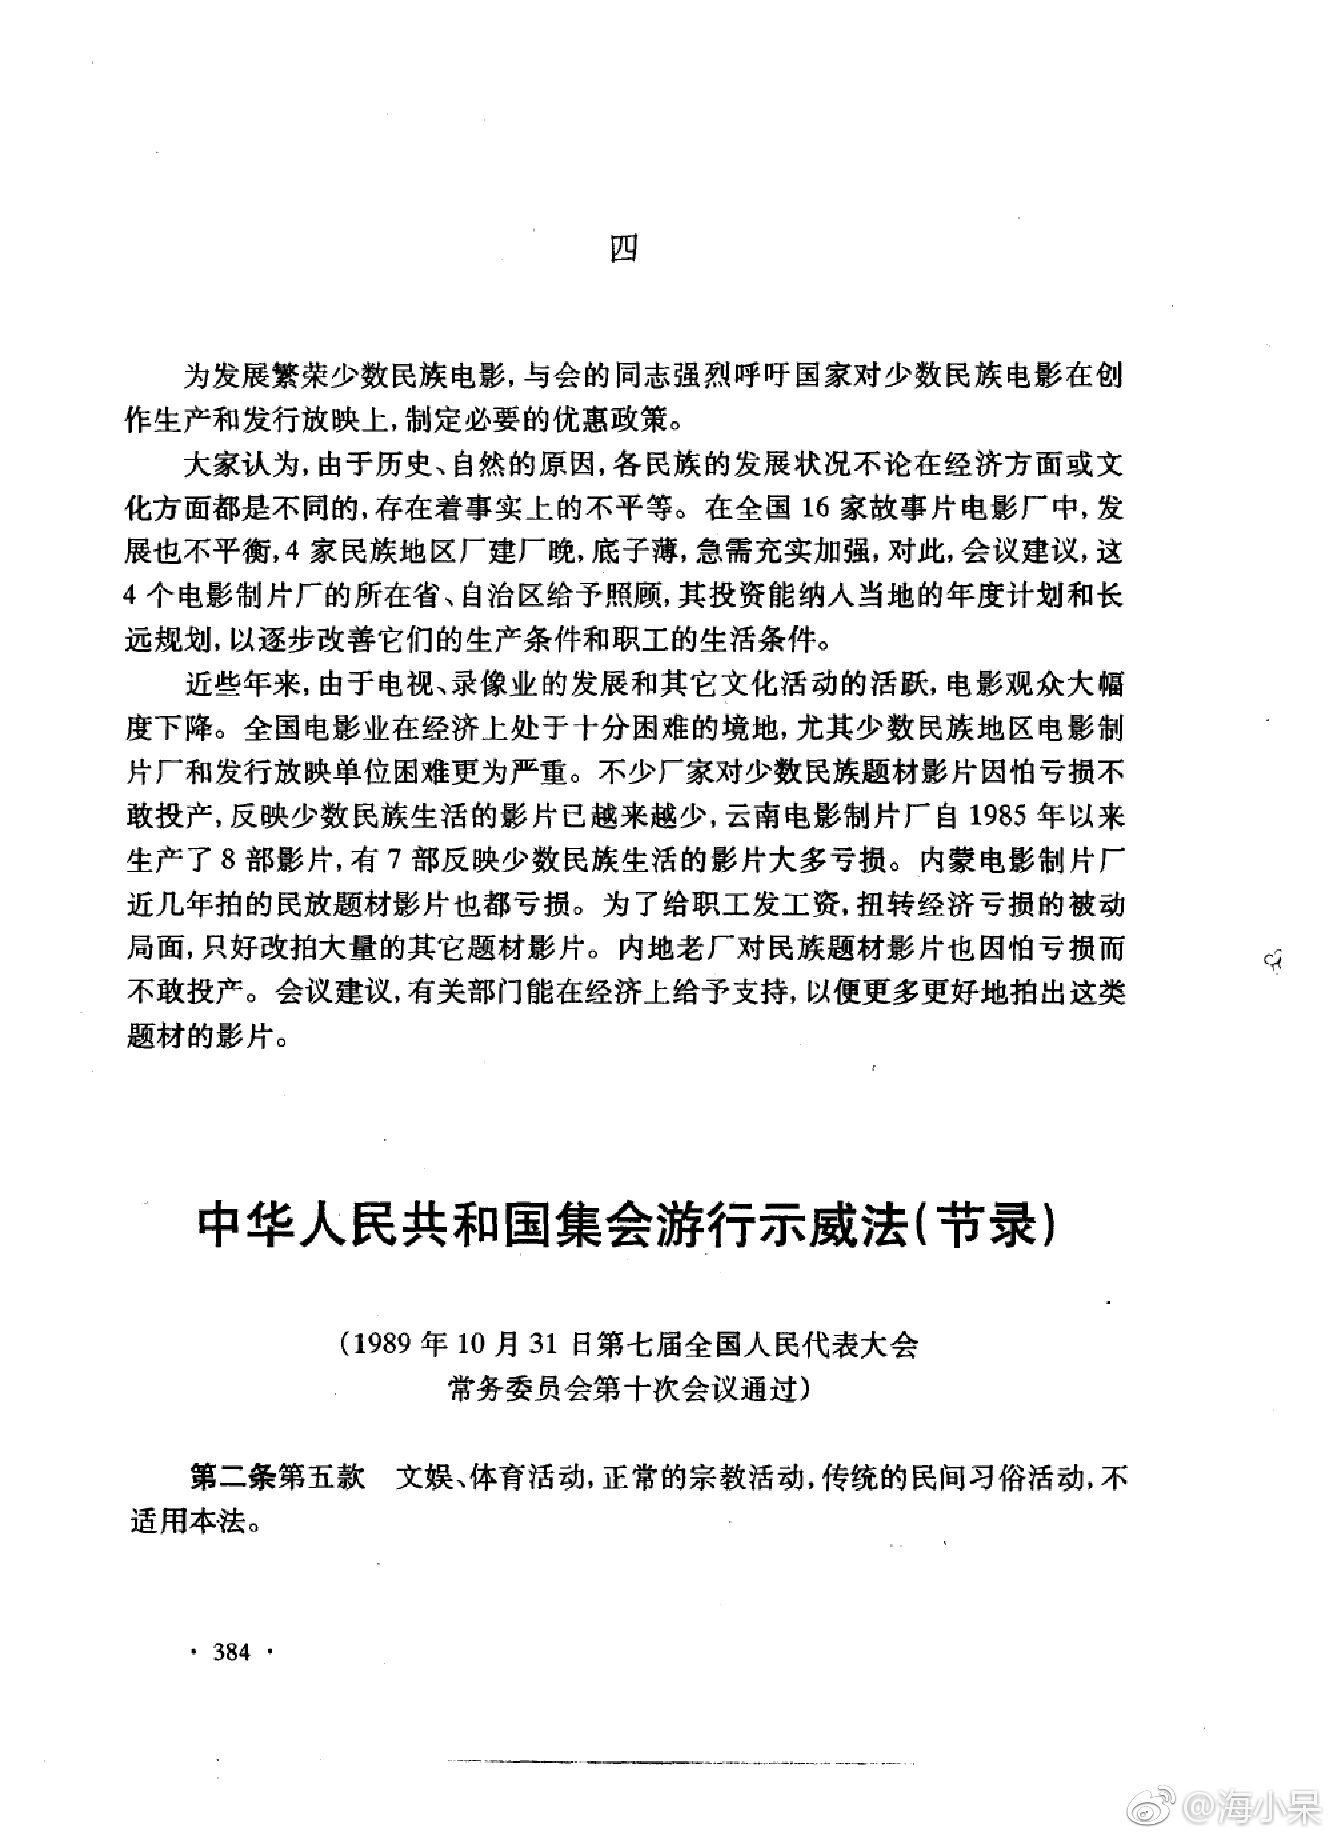 四
为发展繁荣少数民族电影,与会的同志强烈呼吁国家对少数民族电影在创
作生产和发行放映上,制定必要的优惠政策。
大家认为,由于历史、自然的原因,各民族的发展状况不论在经济方面或文
化方面都是不同的,存在着事实上的不平等。在全国16家故事片电影厂中,发
展也不平衡,4家民族地区厂建厂晚,底子薄,急需充实加强,对此,会议建议,这
4个电影制片厂的所在省、自治区给予照顾,其投资能纳人当地的年度计划和长
远规划,以逐步改善它们的生产条件和职工的生活条件。
近些年来,由于电视、录像业的发展和其它文化活动的活跃,电影观众大幅
度下降。全国电影业在经济上处于十分困难的境地,尤其少数民族地区电影制
片厂和发行放映单位困难更为严重。不少厂家对少数民族题材影片因怕亏损不
敢投产,反映少数民族生活的影片已越来越少,云南电影制片厂自1985年以来
生产了8部影片,有7部反映少数民族生活的影片大多亏损。内蒙电影制片厂
近几年拍的民放题材影片也都亏损。为了给职工发工资,扭转经济亏损的被动
局面,只好改拍大量的其它题材影片。内地老厂对民族题材影片也因怕亏损而
不敢投产。会议建议,有关部门能在经济上给予支持,以便更多更好地拍出这类
题材的影片。
中华人民共和国集会游行示威法(节录)
(1989年10月31日第七届全国人民代表大会
常务委员会第十次会议通过)
第二条第五款 文娱、体育活动,正常的宗教活动,传统的民间习俗活动,不
适用本法。
· 384 ·
@海小呆